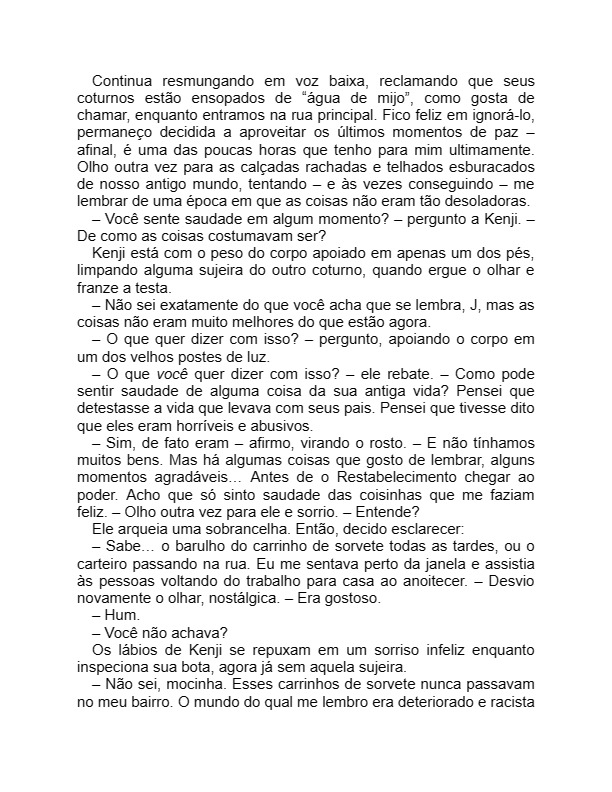 Continua resmungando em voz baixa, reclamando que seus
coturnos estão ensopados de “água de mijo”, como gosta de
chamar, enquanto entramos na rua principal. Fico feliz em ignorá-lo,
permaneço decidida a aproveitar os últimos momentos de paz –
afinal, é uma das poucas horas que tenho para mim ultimamente.
Olho outra vez para as calçadas rachadas e telhados esburacados
de nosso antigo mundo, tentando – e às vezes conseguindo – me
lembrar de uma época em que as coisas não eram tão desoladoras.
– Você sente saudade em algum momento? – pergunto a Kenji. –
De como as coisas costumavam ser?
Kenji está com o peso do corpo apoiado em apenas um dos pés,
limpando alguma sujeira do outro coturno, quando ergue o olhar e
franze a testa.
– Não sei exatamente do que você acha que se lembra, J, mas as
coisas não eram muito melhores do que estão agora.
– O que quer dizer com isso? – pergunto, apoiando o corpo em
um dos velhos postes de luz.
– O que você quer dizer com isso? – ele rebate. – Como pode
sentir saudade de alguma coisa da sua antiga vida? Pensei que
detestasse a vida que levava com seus pais. Pensei que tivesse dito
que eles eram horríveis e abusivos.
– Sim, de fato eram – afirmo, virando o rosto. – E não tínhamos
muitos bens. Mas há algumas coisas que gosto de lembrar, alguns
momentos agradáveis… Antes de o Restabelecimento chegar ao
poder. Acho que só sinto saudade das coisinhas que me faziam
feliz. – Olho outra vez para ele e sorrio. – Entende?
Ele arqueia uma sobrancelha. Então, decido esclarecer:
– Sabe… o barulho do carrinho de sorvete todas as tardes, ou o
carteiro passando na rua. Eu me sentava perto da janela e assistia
às pessoas voltando do trabalho para casa ao anoitecer. – Desvio
novamente o olhar, nostálgica. – Era gostoso.
– Hum.
– Você não achava?
Os lábios de Kenji se repuxam em um sorriso infeliz enquanto
inspeciona sua bota, agora já sem aquela sujeira.
– Não sei, mocinha. Esses carrinhos de sorvete nunca passavam
no meu bairro. O mundo do qual me lembro era deteriorado e racista